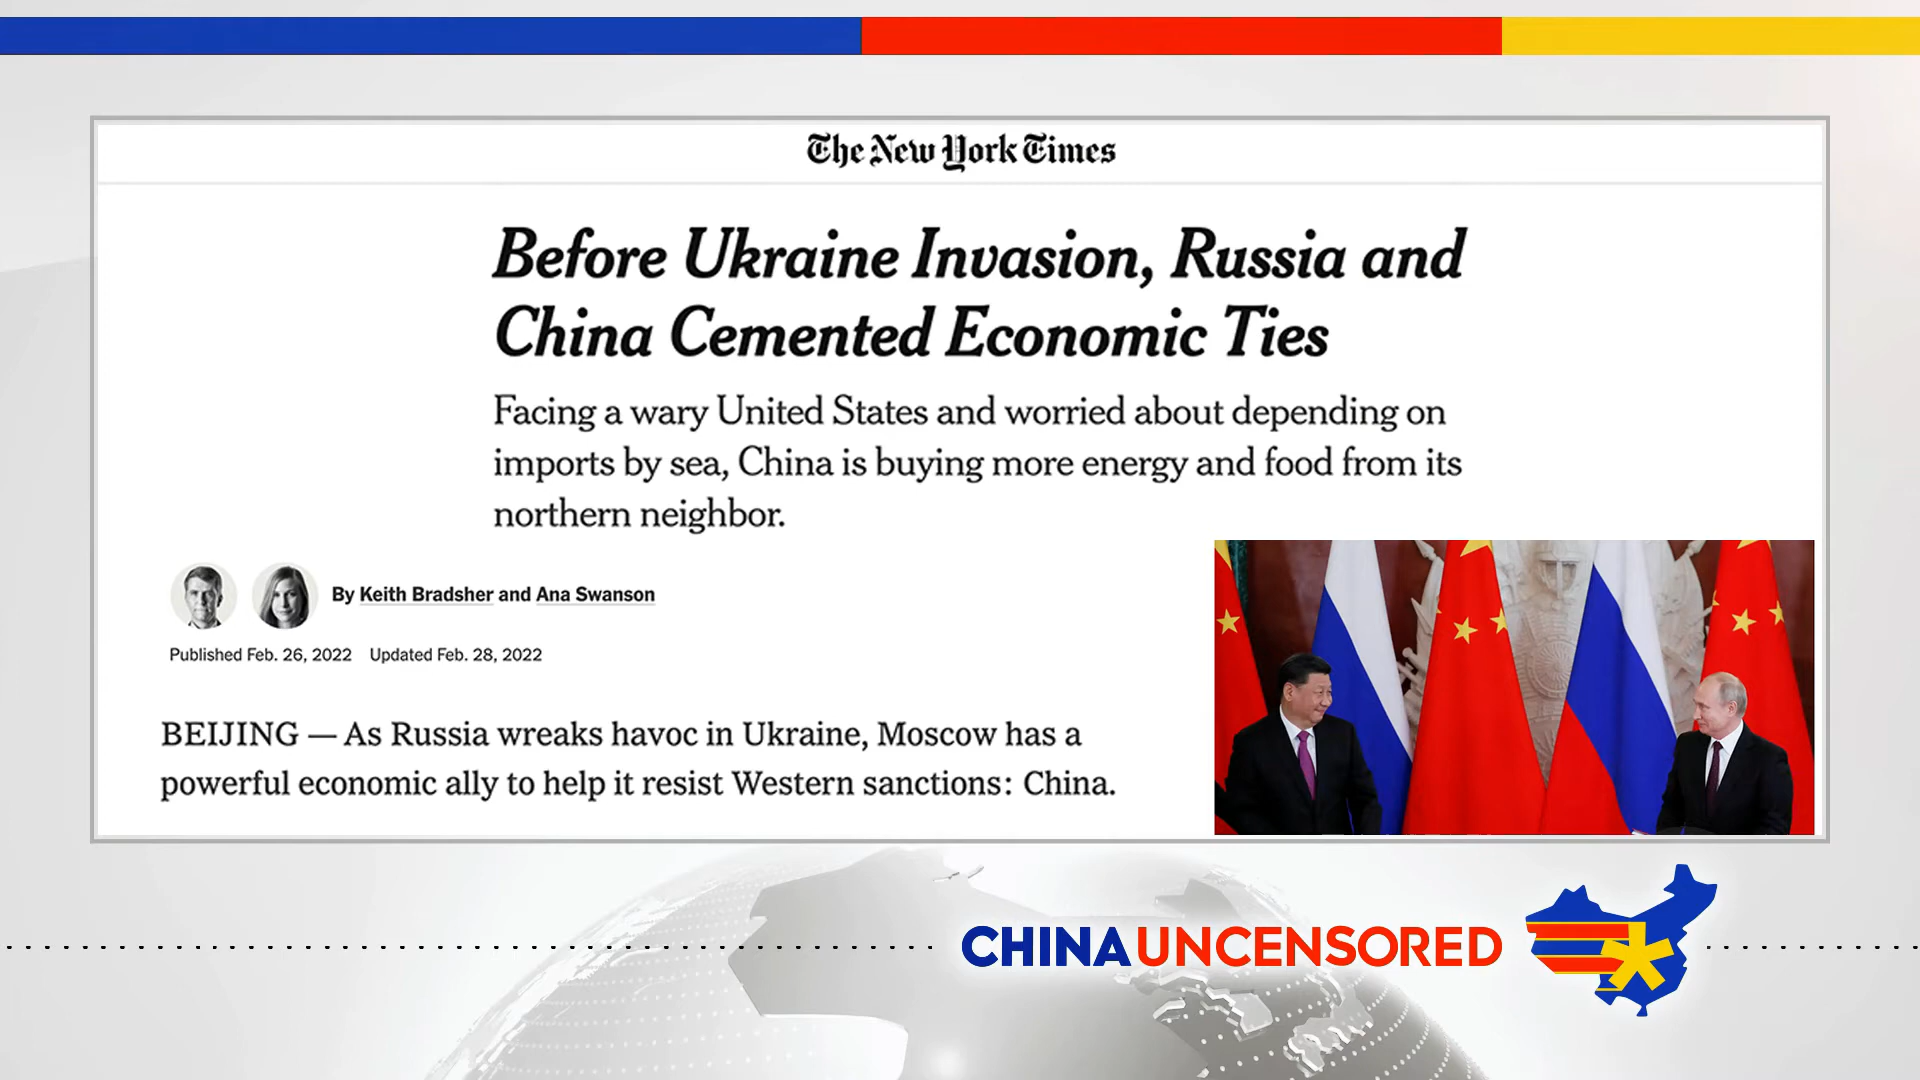 The New York Times
Before Ukraine Invasion, Russia and
China Cemented Economic Ties
Facing a wary United States and worried about depending on
imports by sea, China is buying more energy and food from its
northern neighbor.
By Keith Bradsher and Ana Swanson
Published Feb. 26, 2022 Updated Feb. 28, 2022
BEIJING — As Russia wreaks havoc in Ukraine, Moscow has a
powerful economic ally to help it resist Western sanctions: China.
CHINA UNCENSORED